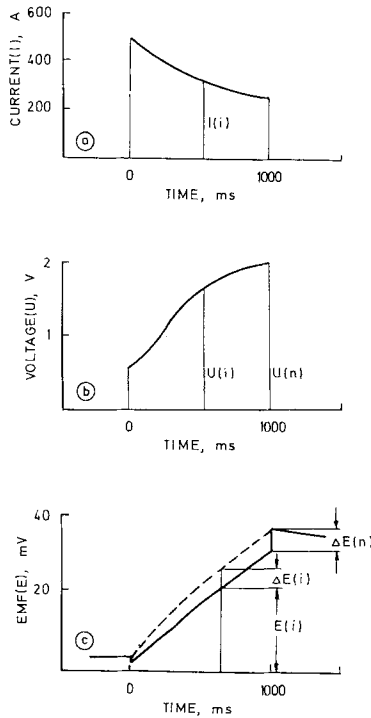 CURRENT(I), A
600
400
200
I(i)
a
0
1000
TIME, ms
VOLTAGE(U), V
2
1
U(i)
U(n)
b
0
1000
TIME, ms
EMF(E), mV
40
20
ΔE(n)
ΔE(i)
E(i)
c
0
1000
TIME, ms